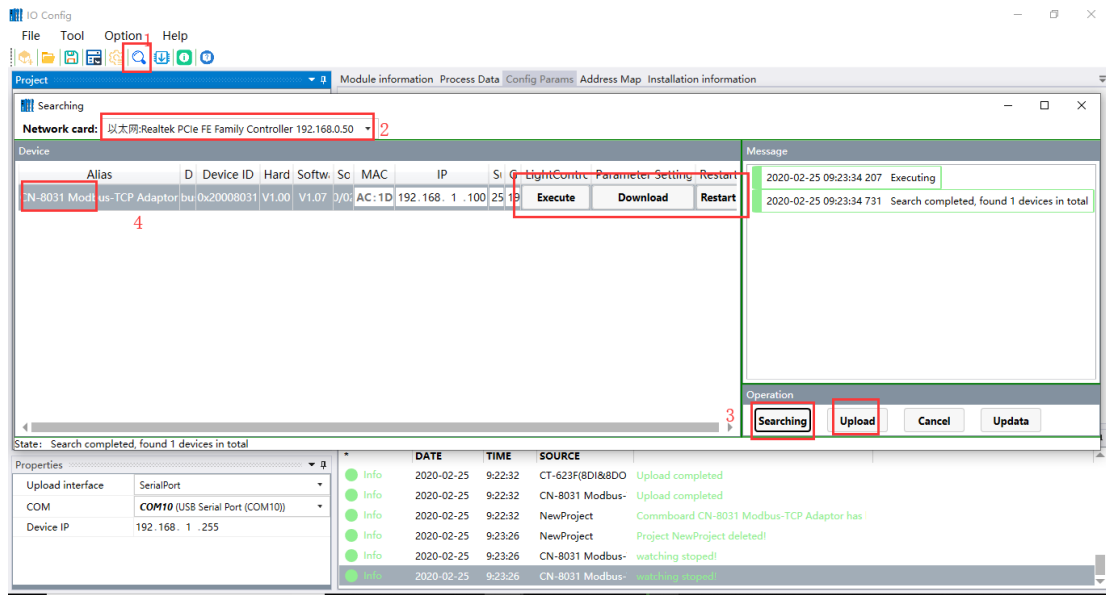 IO Config
File Tool Option Help
1
Project
Module information Process Data Config Params Address Map Installation information
Searching
Network card: 以太网:Realtek PCIe FE Family Controller 192.168.0.50 2
Device
Message
Alias D Device ID Hard Softw. So MAC IP Su G LightContro Parameter Setting Restart
CN-8031 Modbus-TCP Adaptor bu 0x20008031 V1.00 V1.07 0/02 AC:1D 192.168. 1 .100 25 19 Execute Download Restart
2020-02-25 09:23:34 207 Executing
2020-02-25 09:23:34 731 Search completed, found 1 devices in total
4
Operation
3
Searching Upload Cancel Updata
State: Search completed, found 1 devices in total
Properties
Upload interface SerialPort
COM COM10 (USB Serial Port (COM10))
Device IP 192.168. 1 .255
* DATE TIME SOURCE
Info 2020-02-25 9:22:32 CT-623F(8DI&8DO Upload completed
Info 2020-02-25 9:22:32 CN-8031 Modbus- Upload completed
Info 2020-02-25 9:22:32 NewProject Commboard CN-8031 Modbus-TCP Adaptor has
Info 2020-02-25 9:23:26 NewProject Project NewProject deleted!
Info 2020-02-25 9:23:26 CN-8031 Modbus- watching stoped!
Info 2020-02-25 9:23:26 CN-8031 Modbus- watching stoped!